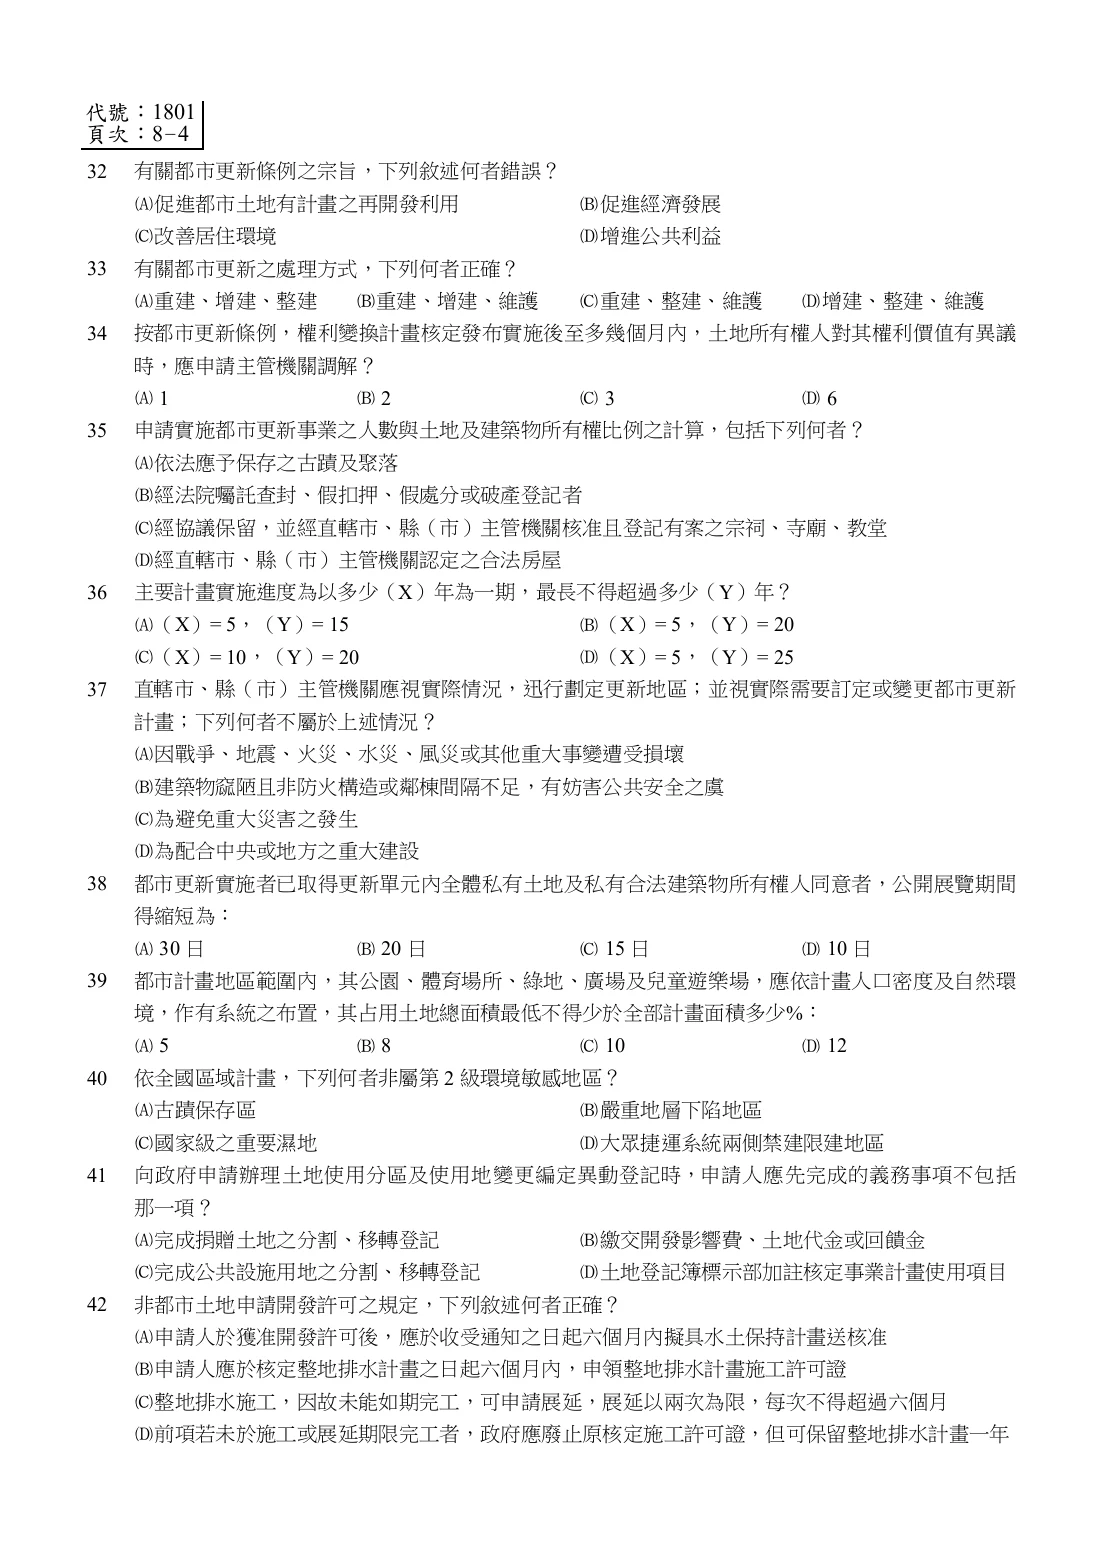 代號：1801
頁次：8－4
32 有關都市更新條例之宗旨，下列敘述何者錯誤？
(A)促進都市土地有計畫之再開發利用 (B)促進經濟發展
(C)改善居住環境 (D)增進公共利益
33 有關都市更新之處理方式，下列何者正確？
(A)重建、增建、整建 (B)重建、增建、維護 (C)重建、整建、維護 (D)增建、整建、維護
34 按都市更新條例，權利變換計畫核定發布實施後至多幾個月內，土地所有權人對其權利價值有異議
時，應申請主管機關調解？
(A) 1 (B) 2 (C) 3 (D) 6
35 申請實施都市更新事業之人數與土地及建築物所有權比例之計算，包括下列何者？
(A)依法應予保存之古蹟及聚落
(B)經法院囑託查封、假扣押、假處分或破產登記者
(C)經協議保留，並經直轄市、縣（市）主管機關核准且登記有案之宗祠、寺廟、教堂
(D)經直轄市、縣（市）主管機關認定之合法房屋
36 主要計畫實施進度為以多少（X）年為一期，最長不得超過多少（Y）年？
(A)（X）= 5，（Y）= 15 (B)（X）= 5，（Y）= 20
(C)（X）= 10，（Y）= 20 (D)（X）= 5，（Y）= 25
37 直轄市、縣（市）主管機關應視實際情況，迅行劃定更新地區；並視實際需要訂定或變更都市更新
計畫；下列何者不屬於上述情況？
(A)因戰爭、地震、火災、水災、風災或其他重大事變遭受損壞
(B)建築物窳陋且非防火構造或鄰棟間隔不足，有妨害公共安全之虞
(C)為避免重大災害之發生
(D)為配合中央或地方之重大建設
38 都市更新實施者已取得更新單元內全體私有土地及私有合法建築物所有權人同意者，公開展覽期間
得縮短為：
(A) 30 日 (B) 20 日 (C) 15 日 (D) 10 日
39 都市計畫地區範圍內，其公園、體育場所、綠地、廣場及兒童遊樂場，應依計畫人口密度及自然環
境，作有系統之布置，其占用土地總面積最低不得少於全部計畫面積多少%：
(A) 5 (B) 8 (C) 10 (D) 12
40 依全國區域計畫，下列何者非屬第 2 級環境敏感地區？
(A)古蹟保存區 (B)嚴重地層下陷地區
(C)國家級之重要濕地 (D)大眾捷運系統兩側禁建限建地區
41 向政府申請辦理土地使用分區及使用地變更編定異動登記時，申請人應先完成的義務事項不包括
那一項？
(A)完成捐贈土地之分割、移轉登記 (B)繳交開發影響費、土地代金或回饋金
(C)完成公共設施用地之分割、移轉登記 (D)土地登記簿標示部加註核定事業計畫使用項目
42 非都市土地申請開發許可之規定，下列敘述何者正確？
(A)申請人於獲准開發許可後，應於收受通知之日起六個月內擬具水土保持計畫送核准
(B)申請人應於核定整地排水計畫之日起六個月內，申領整地排水計畫施工許可證
(C)整地排水施工，因故未能如期完工，可申請展延，展延以兩次為限，每次不得超過六個月
(D)前項若未於施工或展延期限完工者，政府應廢止原核定施工許可證，但可保留整地排水計畫一年